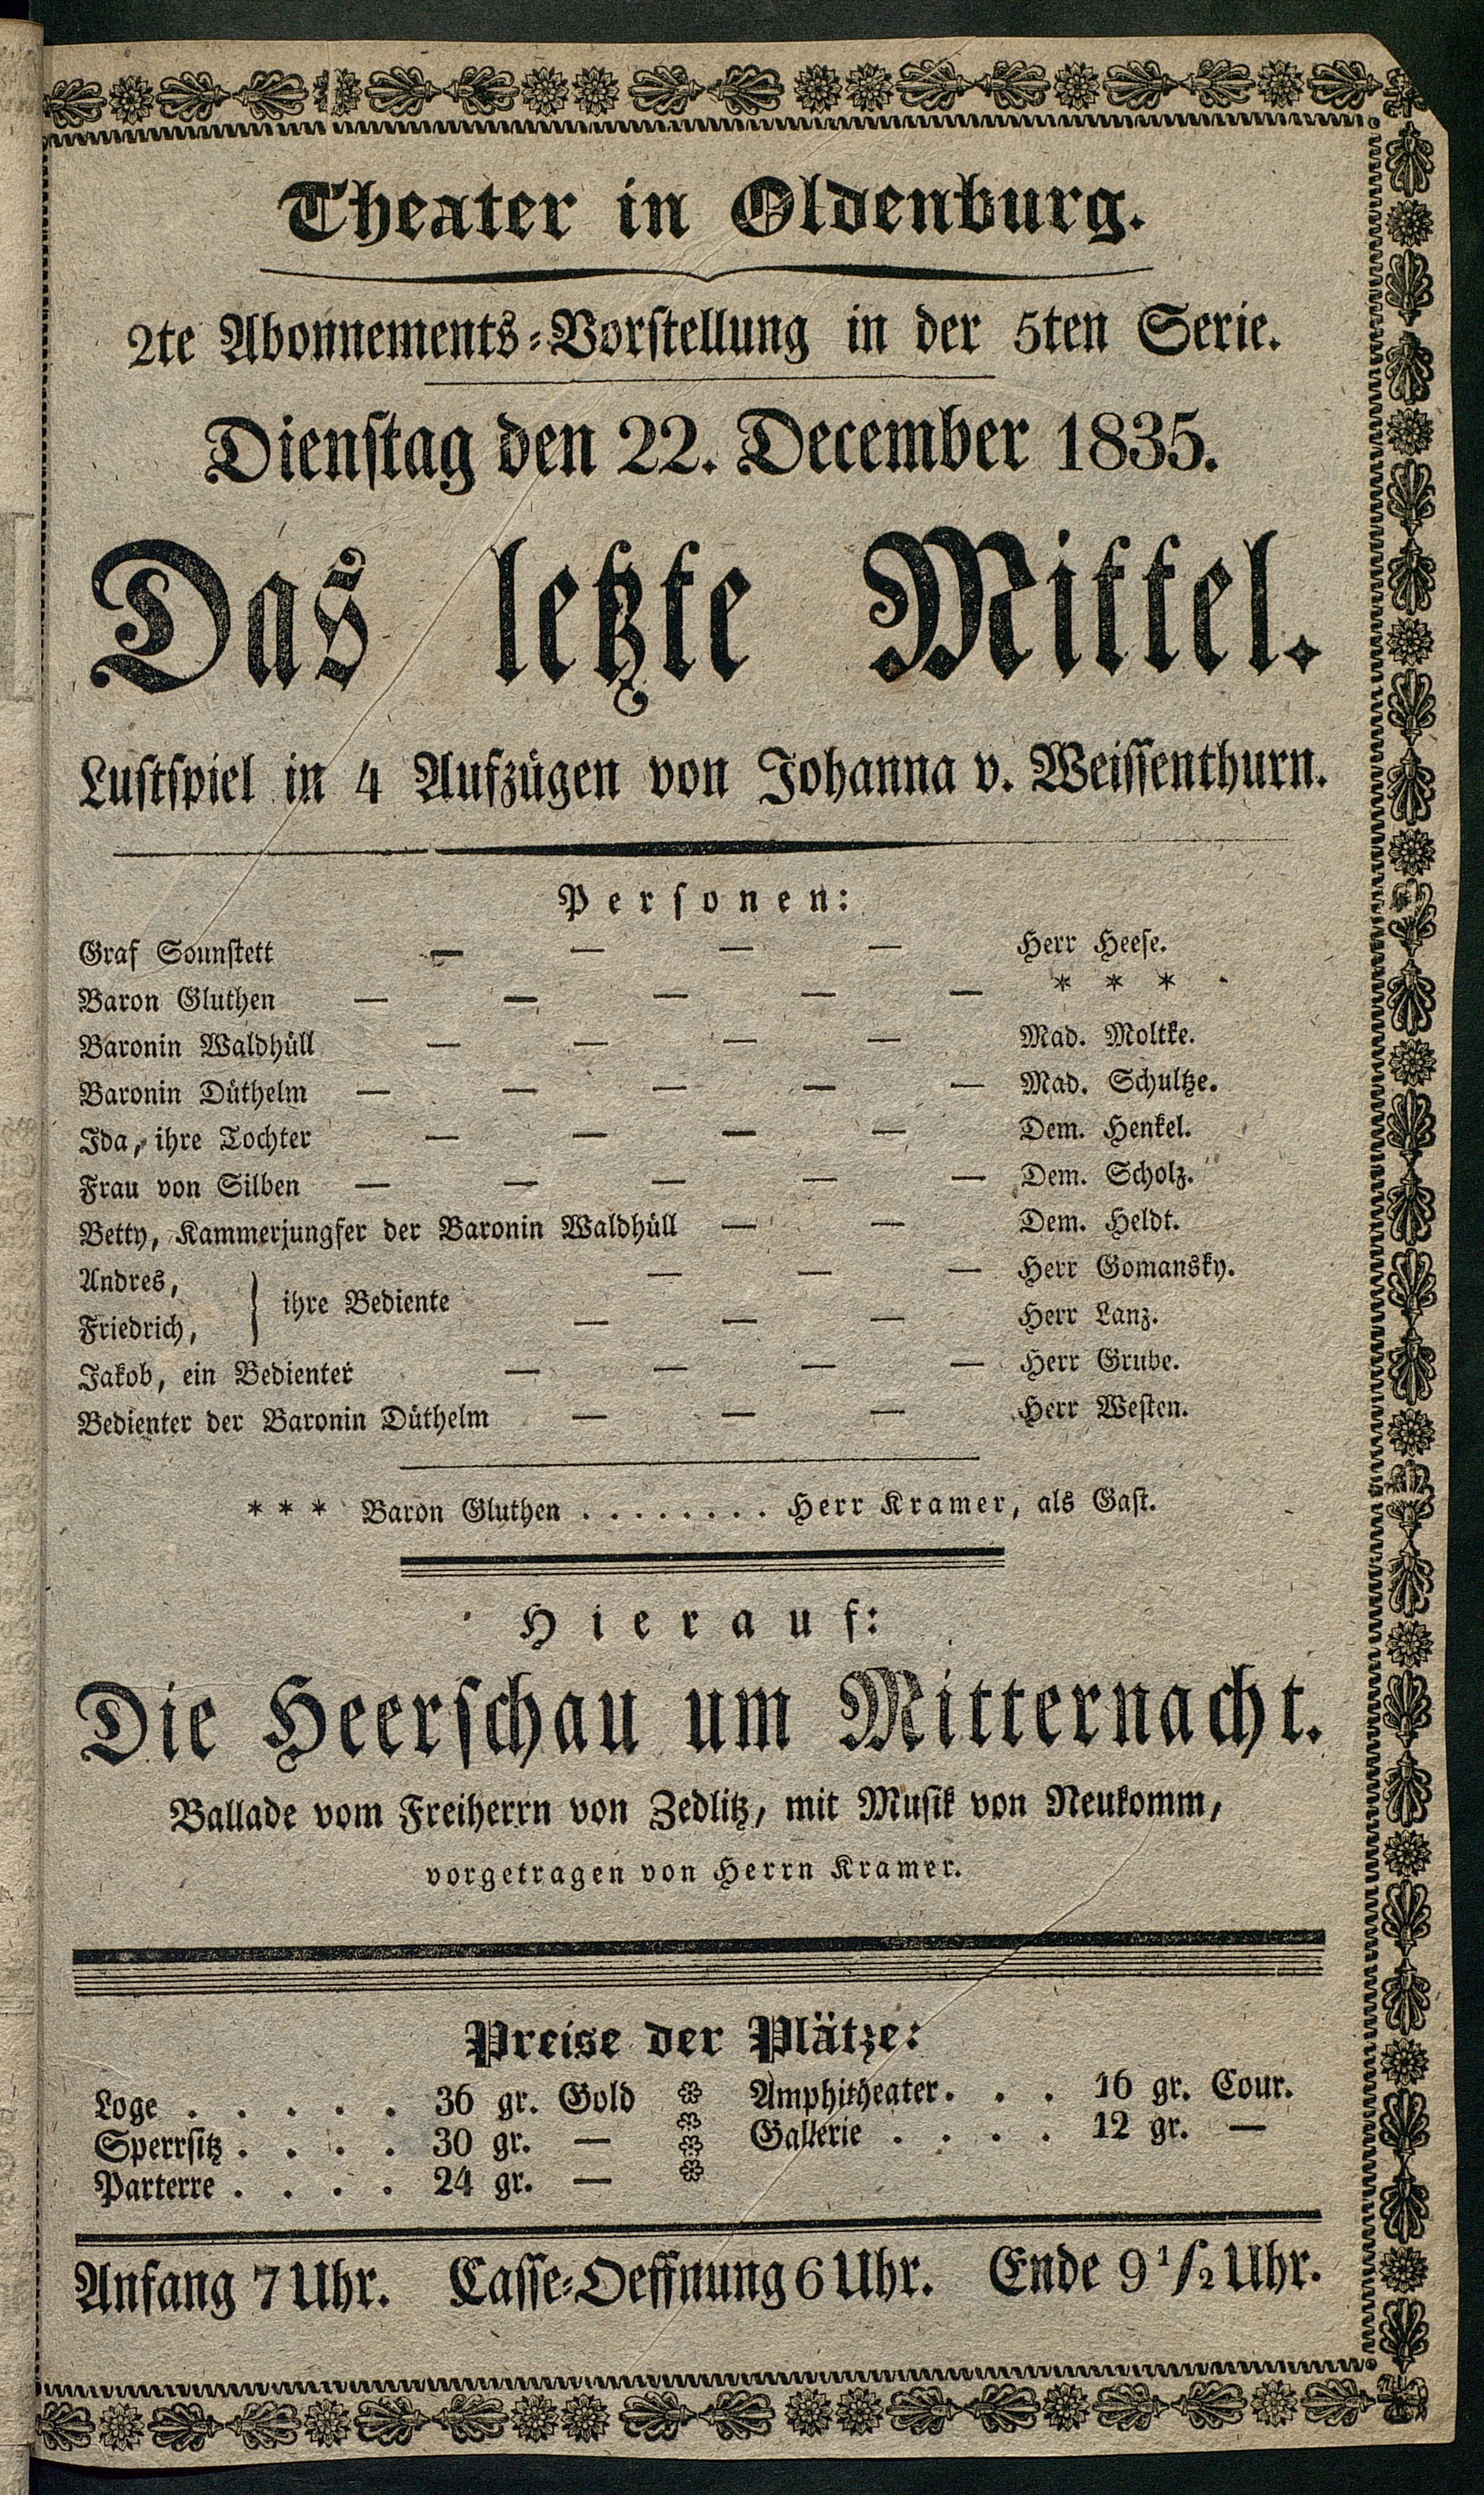 Theater in Oldenburg.
2te Abonnements-Vorstellung in der 5ten Serie.
Dienstag den 22. December 1835.
Das letzte Mittel.
Lustspiel in 4 Aufzügen von Johanna v. Weissenthurn.
Personen:
Graf Sonnstett — — — — Herr Heese.
Baron Gluthen — — — — — * * *
Baronin Waldhüll — — — — Mad. Moltke.
Baronin Düthelm — — — — — Mad. Schultze.
Ida, ihre Tochter — — — — Dem. Henkel.
Frau von Silben — — — — — Dem. Scholz.
Betty, Kammerjungfer der Baronin Waldhüll — — Dem. Heldt.
Andres, } ihre Bediente — — — Herr Gomansky.
Friedrich, — — — Herr Lanz.
Jakob, ein Bedienter — — — — Herr Grube.
Bedienter der Baronin Düthelm — — — Herr Westen.
* * * Baron Gluthen . . . . . . . . Herr Kramer, als Gast.
Hierauf:
Die Heerschau um Mitternacht.
Ballade vom Freiherrn von Zedlitz, mit Musik von Neukomm,
vorgetragen von Herrn Kramer.
Preise der Plätze:
Loge . . . . . 36 gr. Gold
Sperrsitz . . . . 30 gr. —
Parterre . . . . 24 gr. —
Amphitheater . . . 16 gr. Cour.
Gallerie . . . . 12 gr. —
Anfang 7 Uhr. Casse-Oeffnung 6 Uhr. Ende 9 1/2 Uhr.